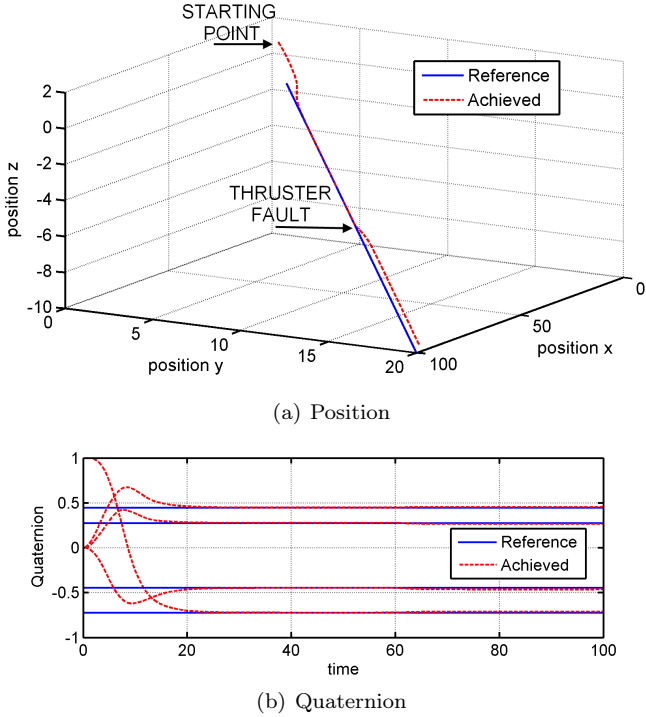 STARTING
POINT
Reference
Achieved
THRUSTER
FAULT
position z
2
0
-2
-4
-6
-8
-10
0
5
10
15
20
position y
100
50
0
position x
(a) Position
Quaternion
1
0.5
0
-0.5
-1
Reference
Achieved
0
20
40
60
80
100
time
(b) Quaternion